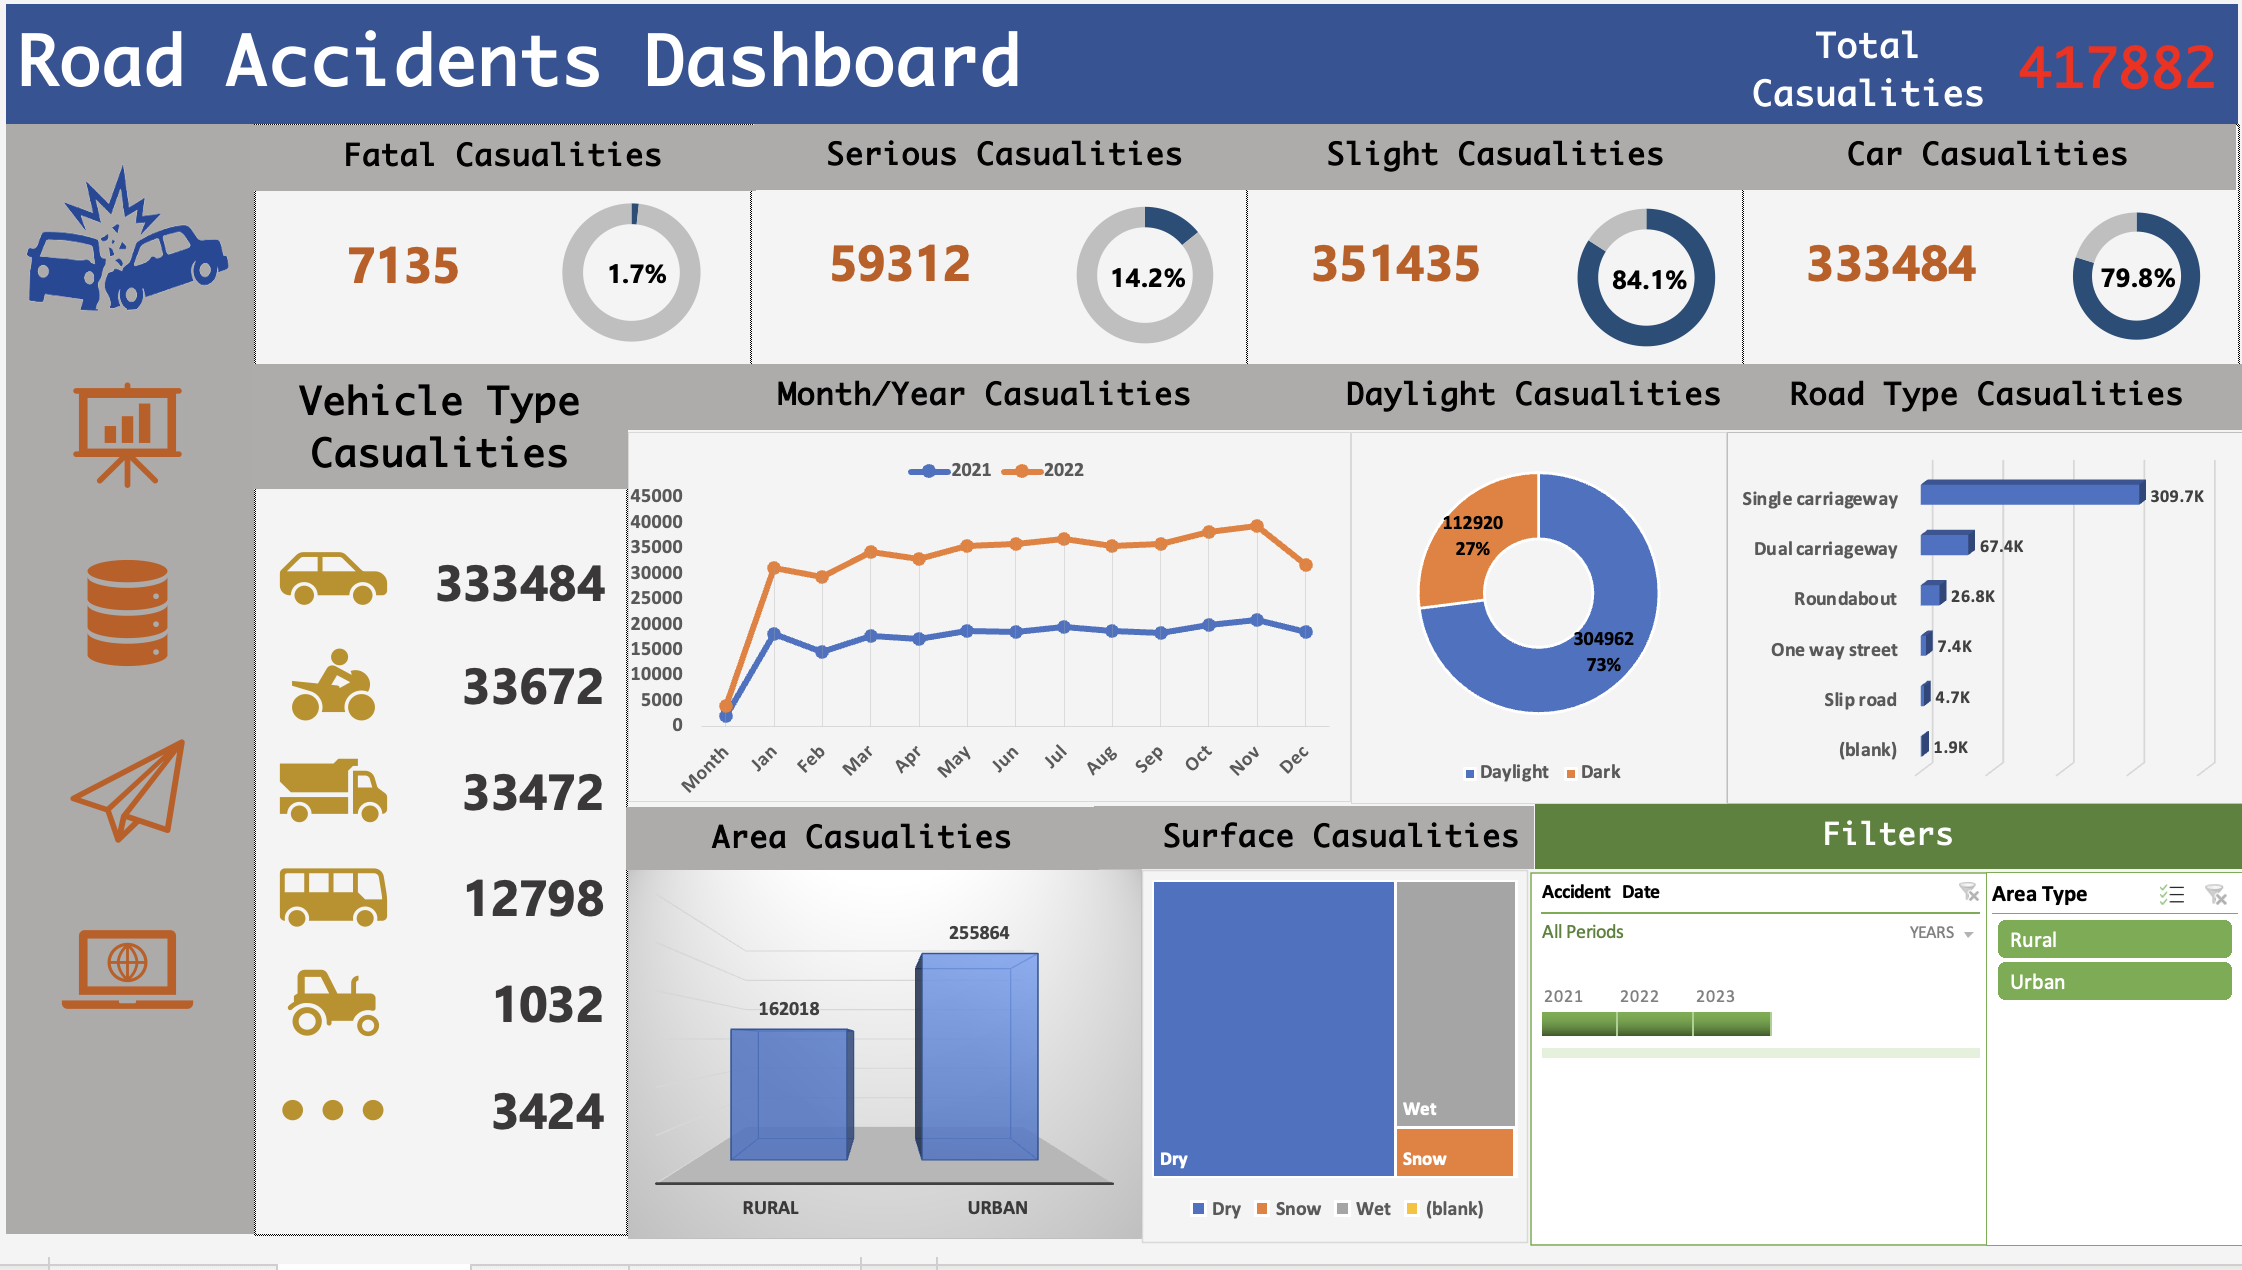 Road Accidents Dashboard
Total
Casualities
417882
Fatal Casualities
Serious Casualities
Slight Casualities
Car Casualities
7135
1.7%
59312
14.2%
351435
84.1%
333484
79.8%
Vehicle Type
Casualities
333484
33672
33472
12798
1032
3424
Month/Year Casualities
2021 2022
45000
40000
35000
30000
25000
20000
15000
10000
5000
0
Month Jan Feb Mar Apr May Jun Jul Aug Sep Oct Nov Dec
Daylight Casualities
112920
27%
304962
73%
Daylight Dark
Road Type Casualities
Single carriageway 309.7K
Dual carriageway 67.4K
Roundabout 26.8K
One way street 7.4K
Slip road 4.7K
(blank) 1.9K
Area Casualities
255864
162018
RURAL URBAN
Surface Casualities
Wet
Dry
Snow
Dry Snow Wet (blank)
Filters
Accident Date
All Periods YEARS
2021 2022 2023
Area Type
Rural
Urban